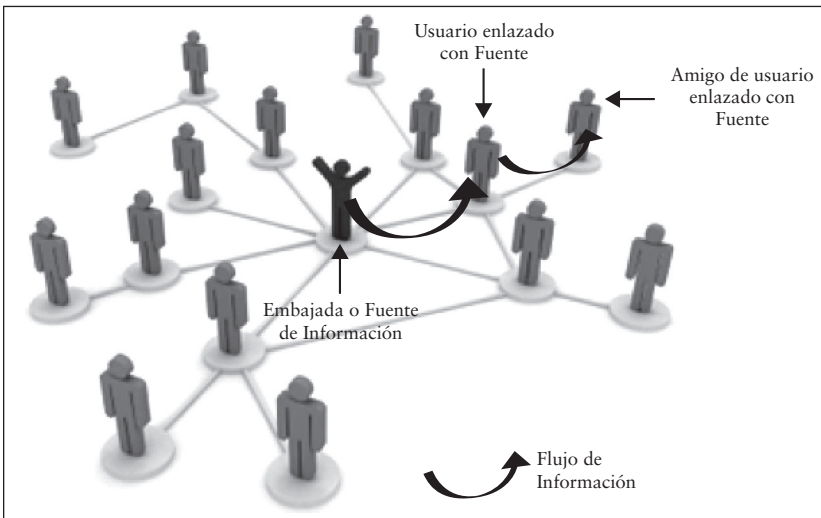 Usuario enlazado
con Fuente
Amigo de usuario
enlazado con
Fuente
Embajada o Fuente
de Información
Flujo de
Información